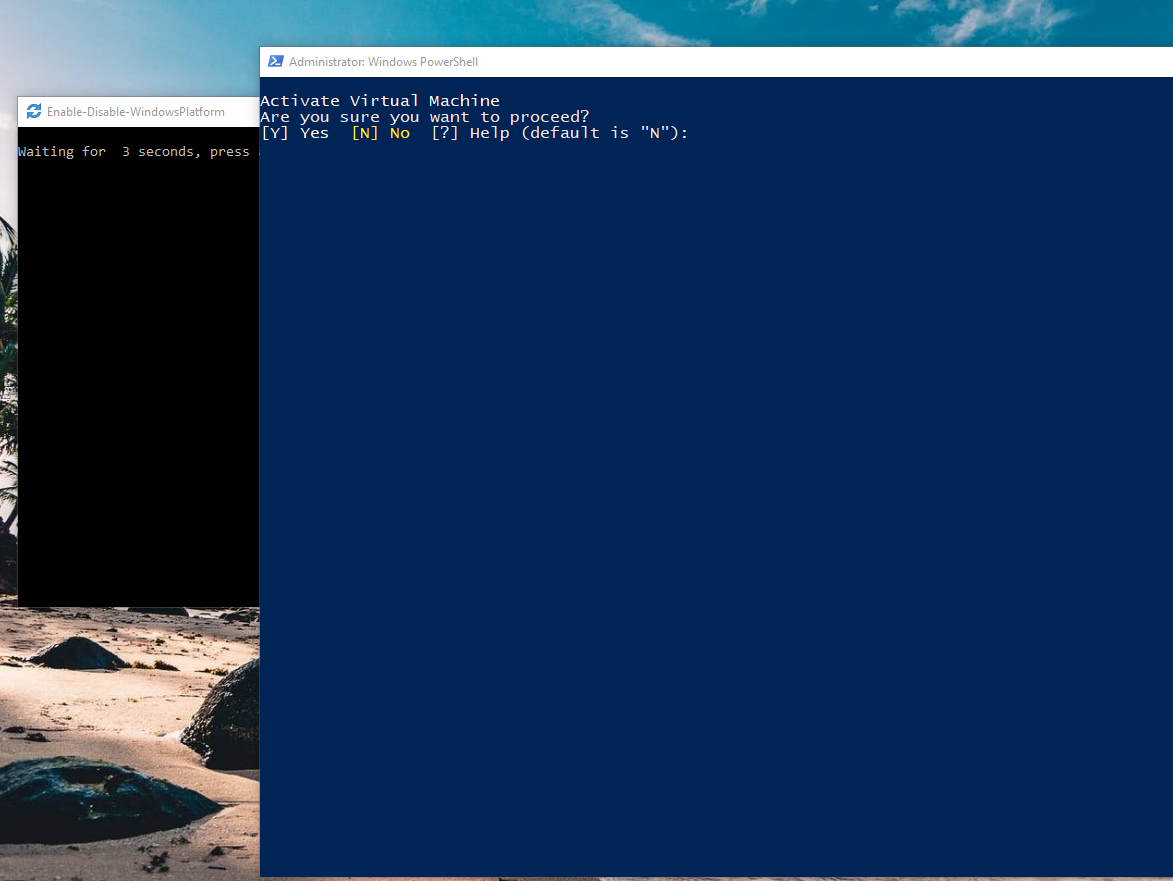 Administrator: Windows PowerShell
Activate Virtual Machine
Are you sure you want to proceed?
[Y] Yes  [N] No  [?] Help (default is "N"):
Enable-Disable-WindowsPlatform
Waiting for  3 seconds, press